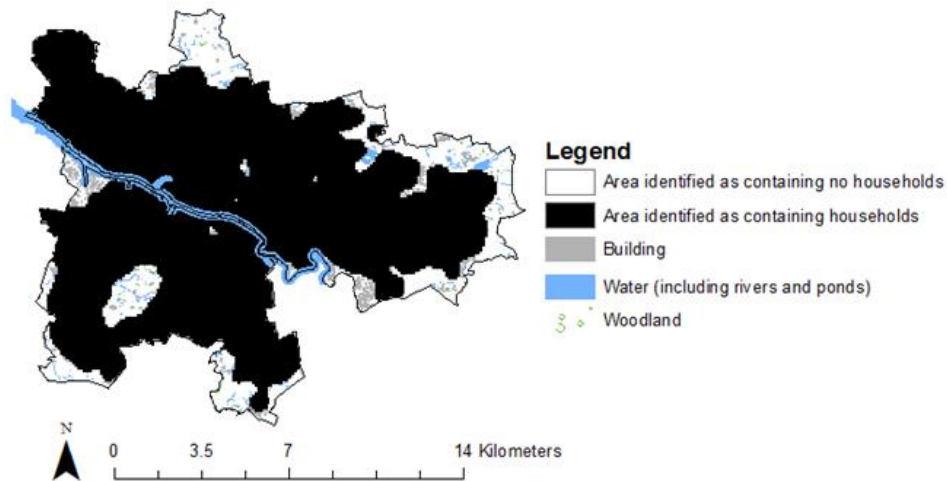 Legend
Area identified as containing no households
Area identified as containing households
Building
Water (including rivers and ponds)
Woodland
N
0 3.5 7 14 Kilometers